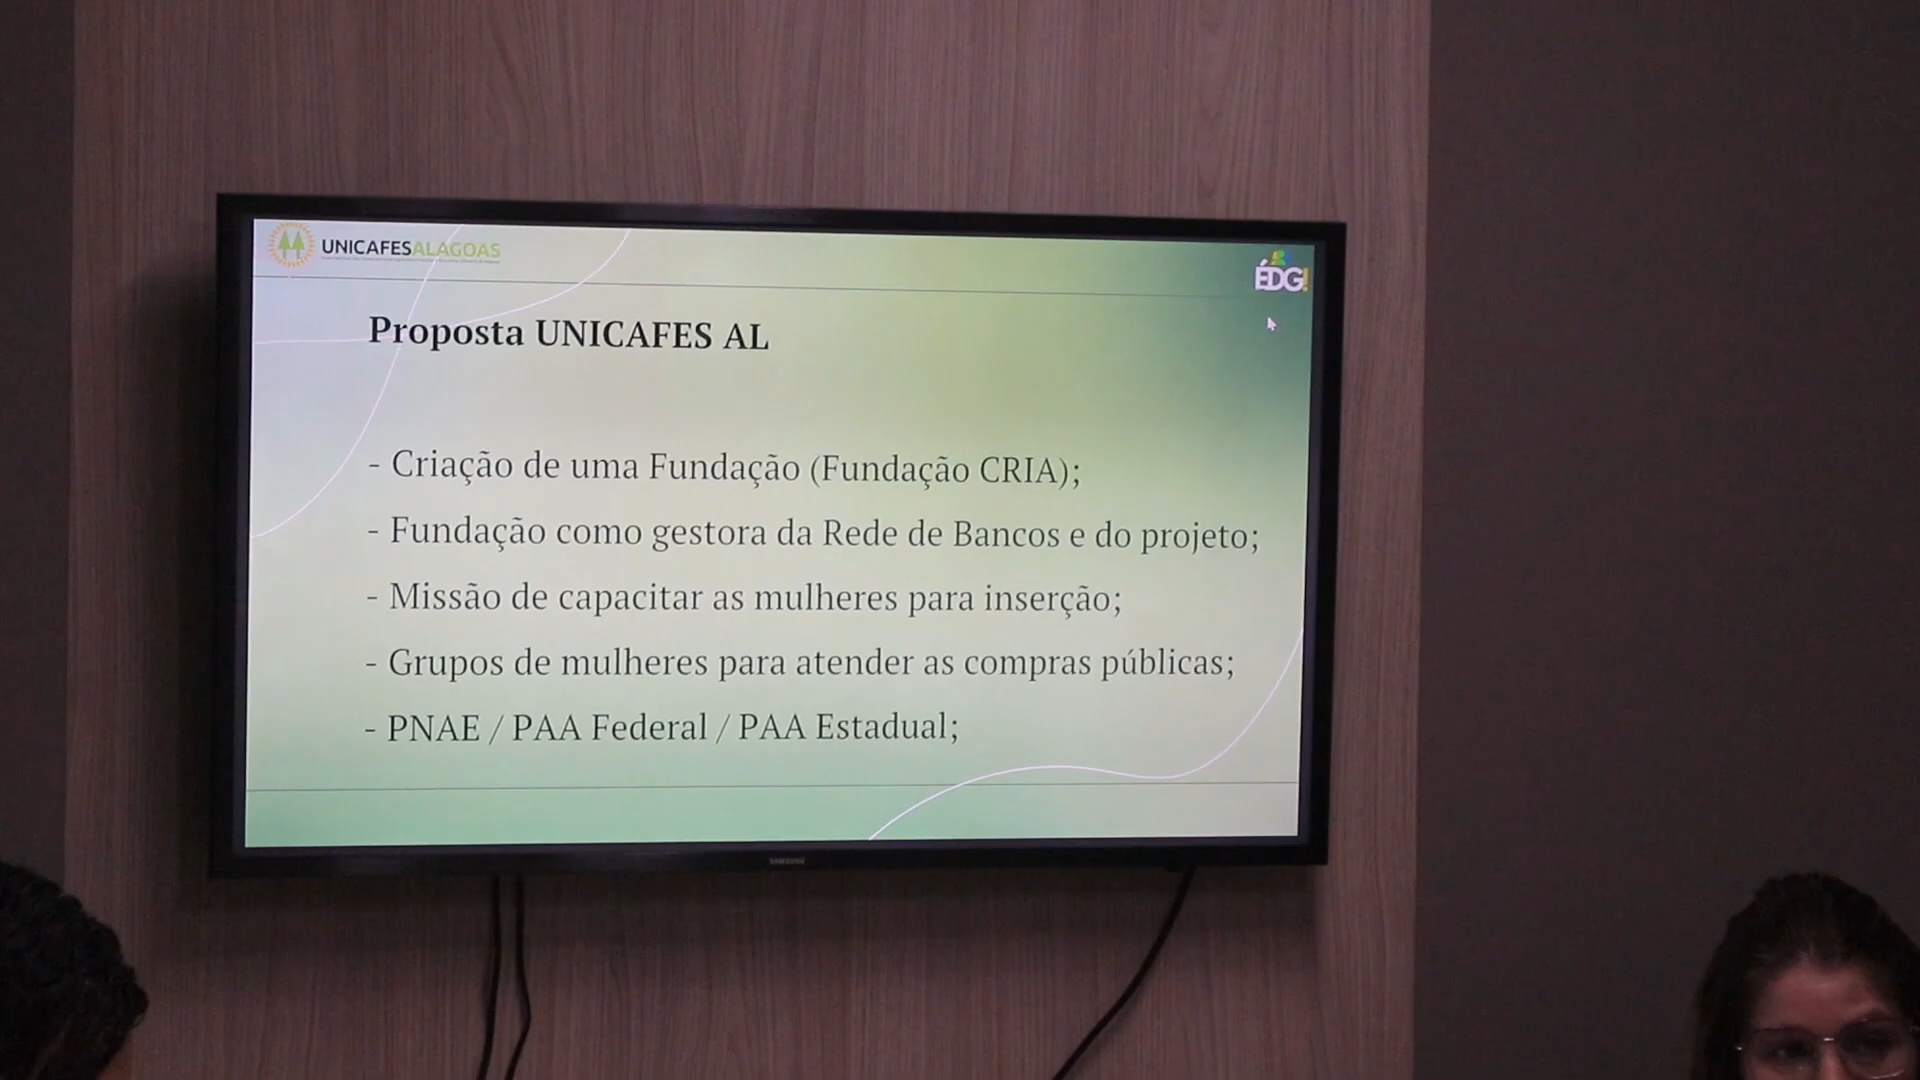 UNICAFESALAGOAS
ÉDG!
Proposta UNICAFES AL
- Criação de uma Fundação (Fundação CRIA);
- Fundação como gestora da Rede de Bancos e do projeto;
- Missão de capacitar as mulheres para inserção;
- Grupos de mulheres para atender as compras públicas;
- PNAE / PAA Federal / PAA Estadual;
SAMSUNG